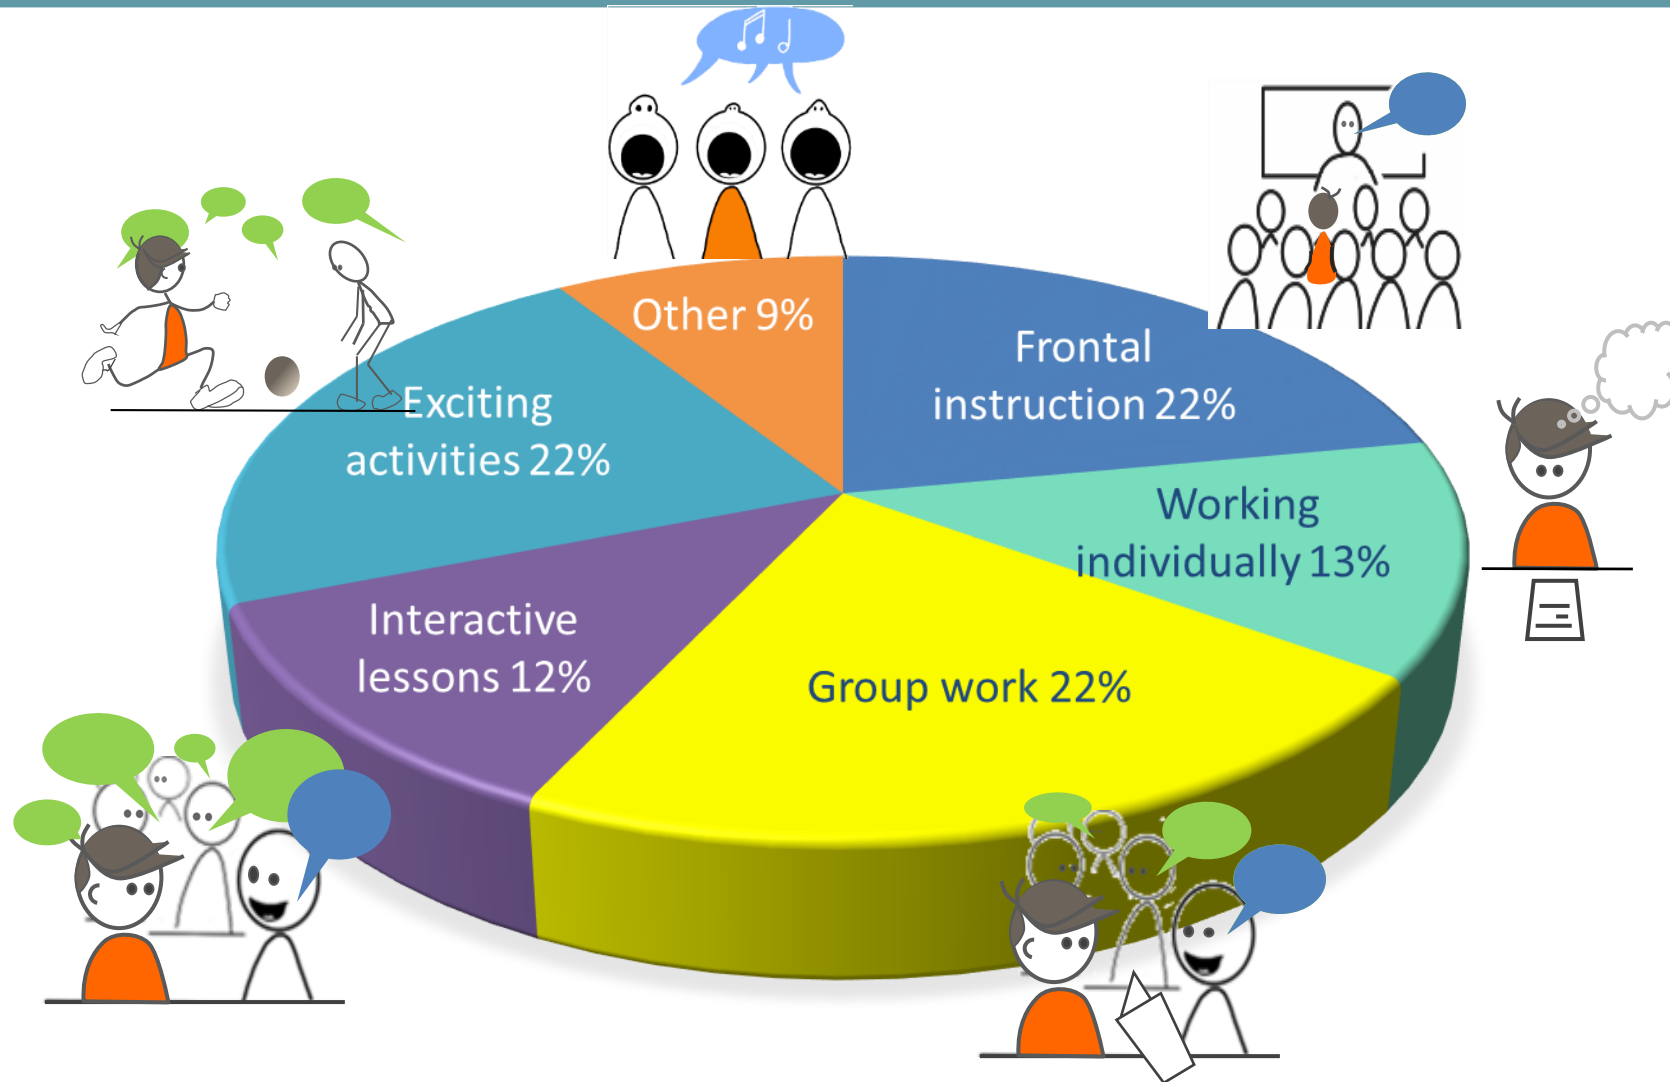 Other 9%
Frontal
instruction 22%
Exciting
activities 22%
Working
individually 13%
Interactive
lessons 12%
Group work 22%